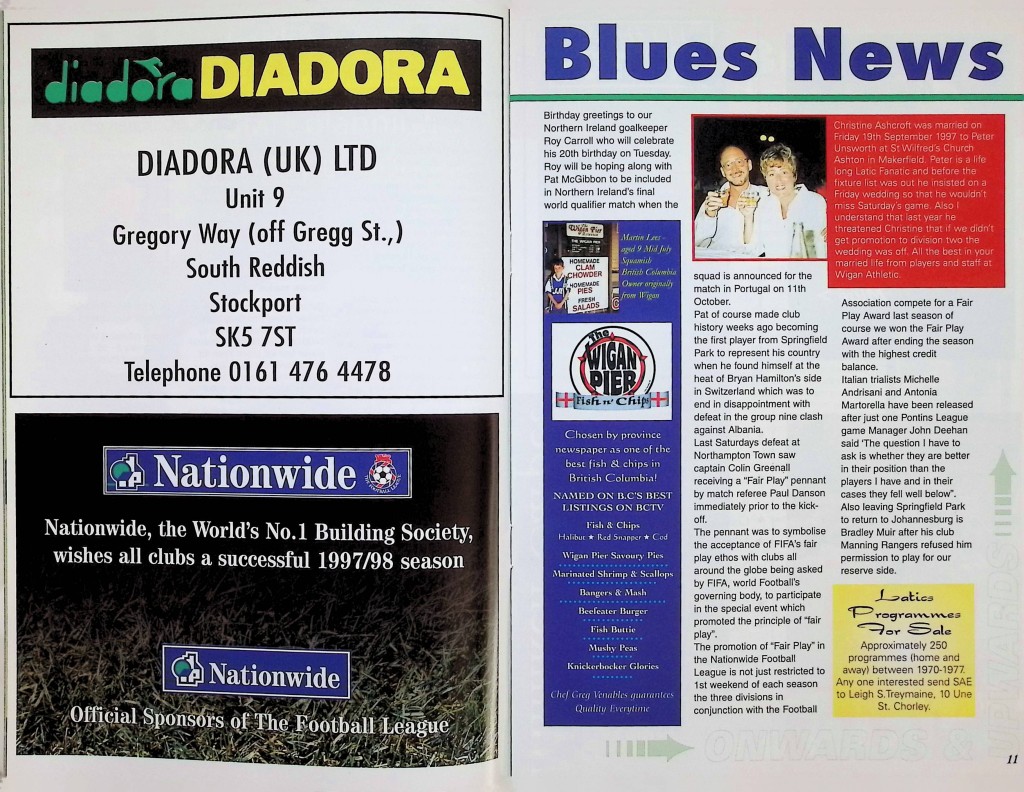 diadora DIADORA
DIADORA (UK) LTD
Unit 9
Gregory Way (off Gregg St.,)
South Reddish
Stockport
SK5 7ST
Telephone 0161 476 4478
Nationwide
Nationwide, the World's No.1 Building Society,
wishes all clubs a successful 1997/98 season
Nationwide
Official Sponsors of The Football League
Blues News
Birthday greetings to our
Northern Ireland goalkeeper
Roy Carroll who will celebrate
his 20th birthday on Tuesday.
Roy will be hoping along with
Pat McGibbon to be included
in Northern Ireland's final
world qualifier match when the
Martin Lee -
aged 9 Mid July
Squamish
British Columbia
Owner originally
from Wigan
HOMEMADE
CLAM
CHOWDER
HOMEMADE
PIES
FRESH
SALADS
The
WIGAN
PIER
Fish n' Chips
Chosen by province
newspaper as one of the
best fish & chips in
British Columbia!
NAMED ON B.C'S BEST
LISTINGS ON BCTV
Fish & Chips
Halibut ★ Red Snapper ★ Cod
Wigan Pier Savoury Pies
Marinated Shrimp & Scallops
Bangers & Mash
Beefeater Burger
Fish Buttie
Mushy Peas
Knickerbocker Glories
Chef Greg Venables guarantees
Quality Everytime
Christine Ashcroft was married on
Friday 19th September 1997 to Peter
Unsworth at St Wilfred's Church
Ashton in Makerfield. Peter is a life
long Latic Fanatic and before the
fixture list was out he insisted on a
Friday wedding so that he wouldn't
miss Saturday's game. Also I
understand that last year he
threatened Christine that if we didn't
get promotion to division two the
wedding was off. All the best in your
married life from players and staff at
Wigan Athletic.
squad is announced for the
match in Portugal on 11th
October.
Pat of course made club
history weeks ago becoming
the first player from Springfield
Park to represent his country
when he found himself at the
heat of Bryan Hamilton's side
in Switzerland which was to
end in disappointment with
defeat in the group nine clash
against Albania.
Last Saturdays defeat at
Northampton Town saw
captain Colin Greenall
receiving a "Fair Play" pennant
by match referee Paul Danson
immediately prior to the kick-
off.
The pennant was to symbolise
the acceptance of FIFA's fair
play ethos with clubs all
around the globe being asked
by FIFA, world Football's
governing body, to participate
in the special event which
promoted the principle of "fair
play".
The promotion of "Fair Play" in
the Nationwide Football
League is not just restricted to
1st weekend of each season
the three divisions in
conjunction with the Football
Association compete for a Fair
Play Award last season of
course we won the Fair Play
Award after ending the season
with the highest credit
balance.
Italian trialists Michelle
Andrisani and Antonia
Martorella have been released
after just one Pontins League
game Manager John Deehan
said 'The question I have to
ask is whether they are better
in their position than the
players I have and in their
cases they fell well below".
Also leaving Springfield Park
to return to Johannesburg is
Bradley Muir after his club
Manning Rangers refused him
permission to play for our
reserve side.
Latics
Programmes
For Sale
Approximately 250
programmes (home and
away) between 1970-1977.
Any one interested send SAE
to Leigh S.Treymaine, 10 Une
St. Chorley.
ONWARDS &
11